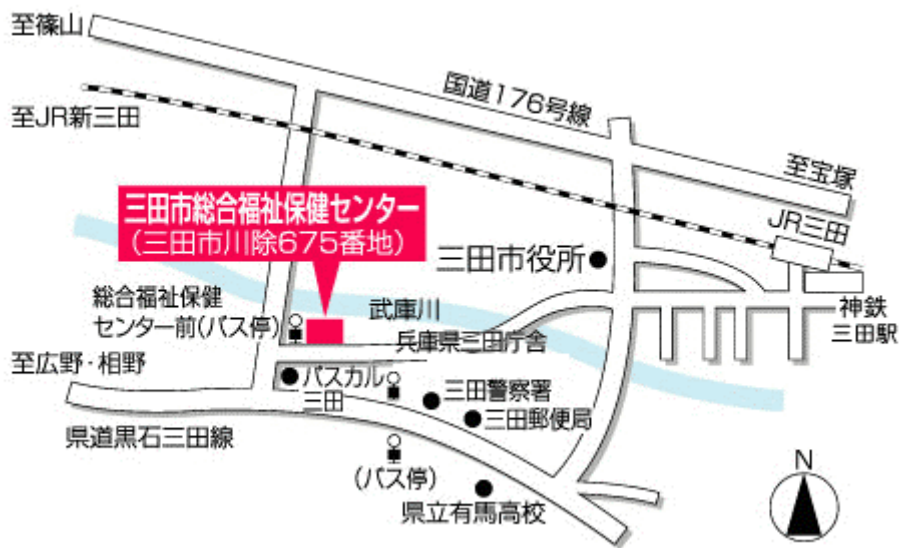 至篠山
国道176号線
至JR新三田
至宝塚
JR三田
三田市総合福祉保健センター
（三田市川除675番地）
三田市役所
総合福祉保健
センター前（バス停）
武庫川
神鉄
三田駅
兵庫県三田庁舎
至広野・相野
パスカル
三田
三田警察署
三田郵便局
県道黒石三田線
（バス停）
県立有馬高校
N